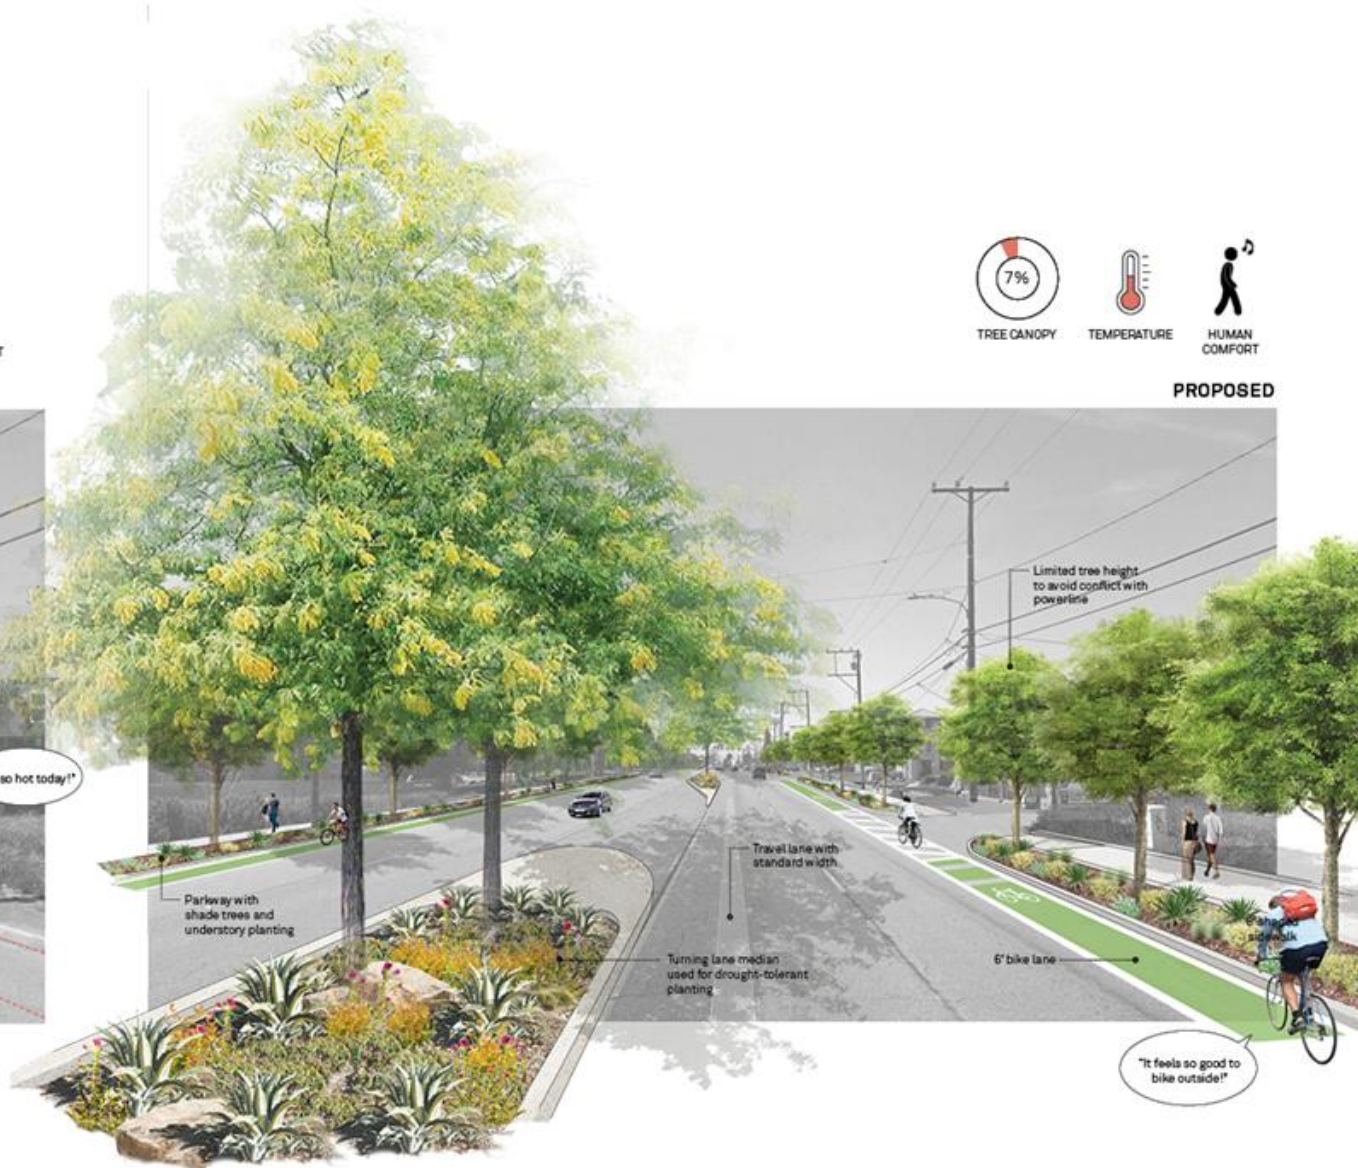 7%
TREE CANOPY
TEMPERATURE
HUMAN
COMFORT
T
PROPOSED
Limited tree height
to avoid conflict with
powerline
so hot today!"
Travel lane with
standard width
Parkway with
shade trees and
understory planting
shaded
sidewalk
Turning lane median
used for drought-tolerant
planting
6' bike lane
"It feels so good to
bike outside!"